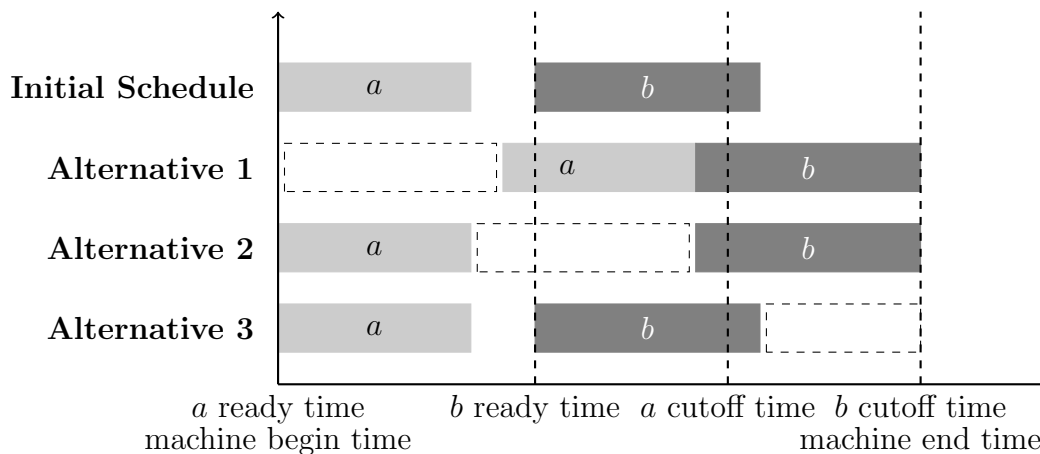 Initial Schedule
a
b
Alternative 1
a
b
Alternative 2
a
b
Alternative 3
a
b
a ready time
machine begin time
b ready time
a cutoff time
b cutoff time
machine end time